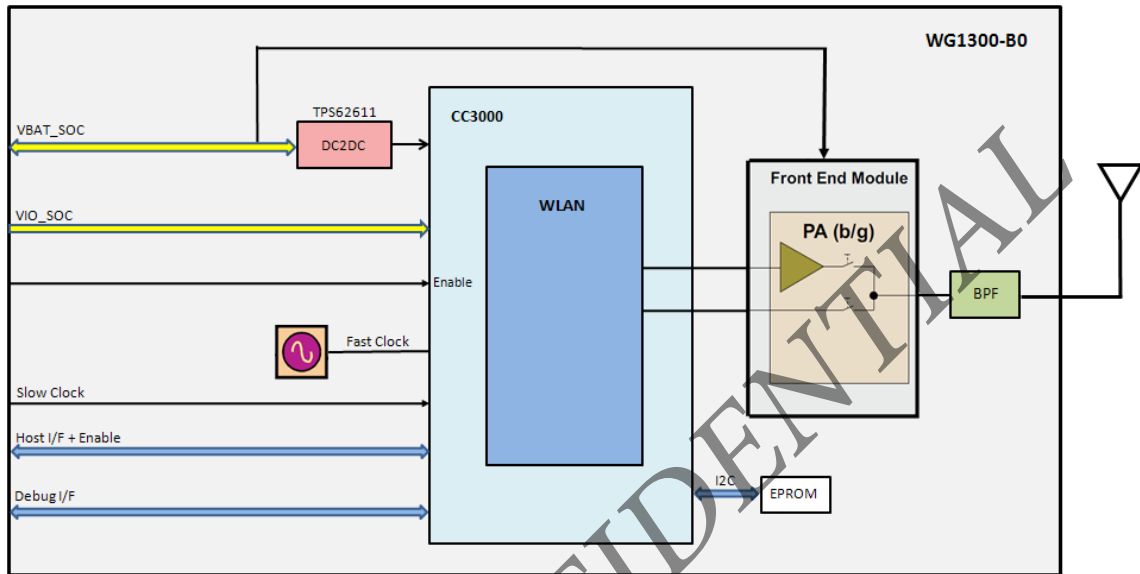 WG1300-B0
TPS62611
CC3000
VBAT_SOC
DC2DC
Front End Module
VIO_SOC
WLAN
PA (b/g)
Enable
BPF
Fast Clock
Slow Clock
Host I/F + Enable
I2C
EPROM
Debug I/F
FIDENTIAL